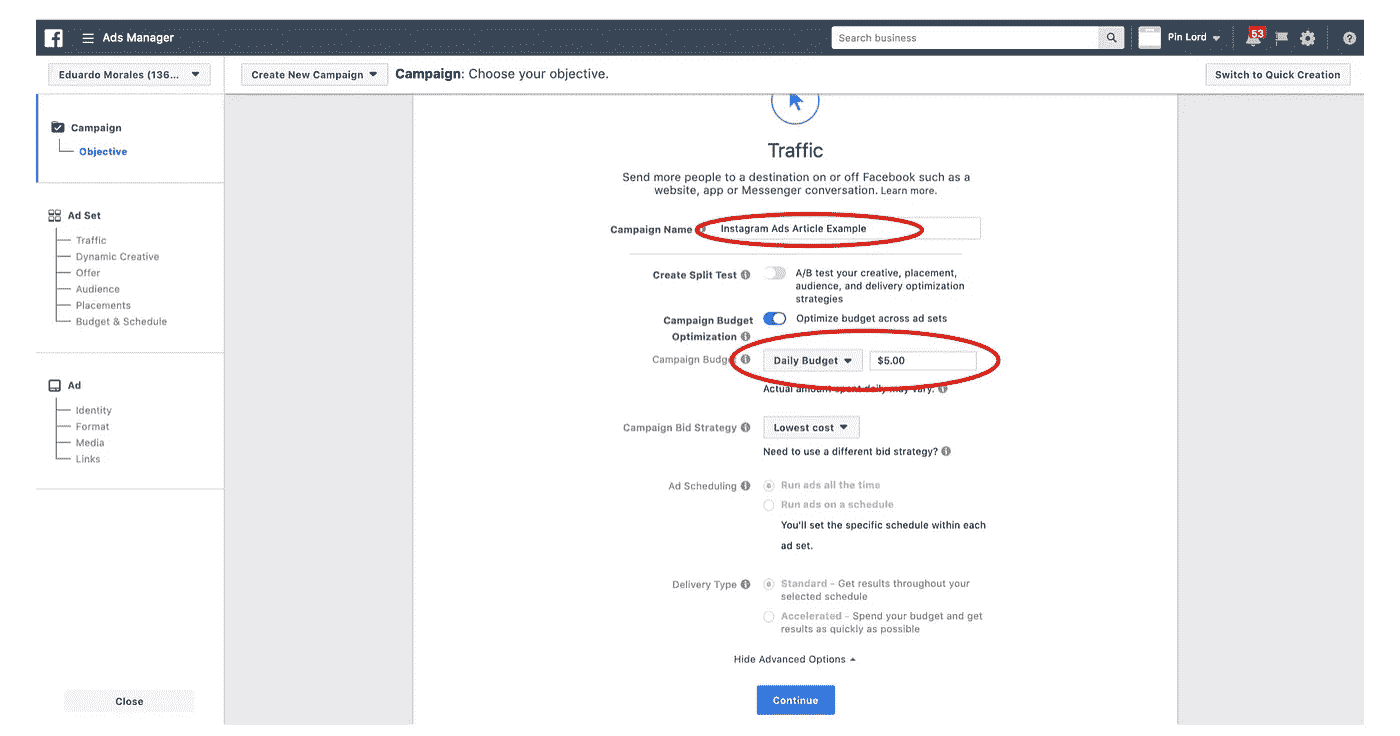 Ads Manager
Search business
Pin Lord
53
Eduardo Morales (136...
Create New Campaign
Campaign: Choose your objective.
Switch to Quick Creation
Campaign
Objective
Ad Set
Traffic
Dynamic Creative
Offer
Audience
Placements
Budget & Schedule
Ad
Identity
Format
Media
Links
Close
Traffic
Send more people to a destination on or off Facebook such as a
website, app or Messenger conversation. Learn more.
Campaign Name
Instagram Ads Article Example
Create Split Test
A/B test your creative, placement,
audience, and delivery optimization
strategies
Campaign Budget
Optimization
Optimize budget across ad sets
Campaign Budget
Daily Budget
$5.00
Actual amount spent daily may vary.
Campaign Bid Strategy
Lowest cost
Need to use a different bid strategy?
Ad Scheduling
Run ads all the time
Run ads on a schedule
You'll set the specific schedule within each
ad set.
Delivery Type
Standard - Get results throughout your
selected schedule
Accelerated - Spend your budget and get
results as quickly as possible
Hide Advanced Options
Continue